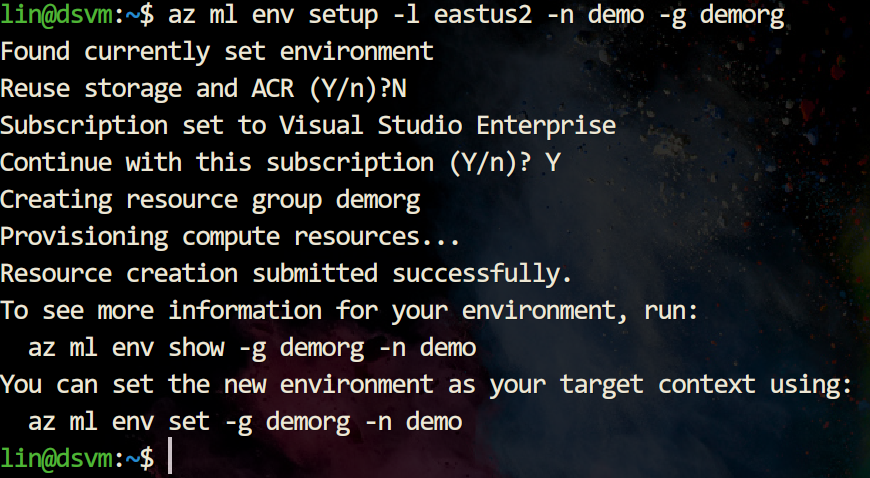 lin@dsvm:~$ az ml env setup -l eastus2 -n demo -g demorg
Found currently set environment
Reuse storage and ACR (Y/n)?N
Subscription set to Visual Studio Enterprise
Continue with this subscription (Y/n)? Y
Creating resource group demorg
Provisioning compute resources...
Resource creation submitted successfully.
To see more information for your environment, run:
  az ml env show -g demorg -n demo
You can set the new environment as your target context using:
  az ml env set -g demorg -n demo
lin@dsvm:~$